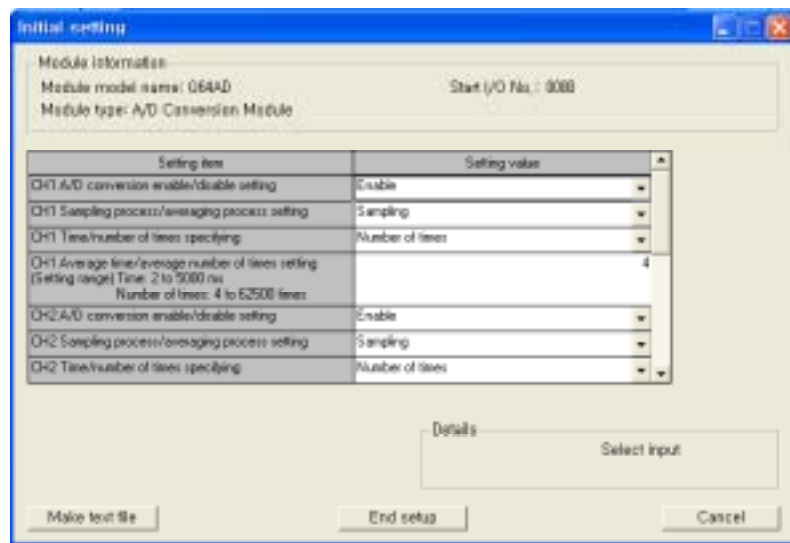 Initial setting
Module information
Module model name: Q64AD Start I/O No.: 0080
Module type: A/D Conversion Module
Setting item Setting value
CH1 A/D conversion enable/disable setting Enable
CH1 Sampling process/averaging process setting Sampling
CH1 Time/number of times specifying Number of times
CH1 Average time/average number of times setting 4
(Setting range) Time: 2 to 5000 ms
Number of times: 4 to 62500 times
CH2 A/D conversion enable/disable setting Enable
CH2 Sampling process/averaging process setting Sampling
CH2 Time/number of times specifying Number of times
Details
Select input
Make text file End setup Cancel